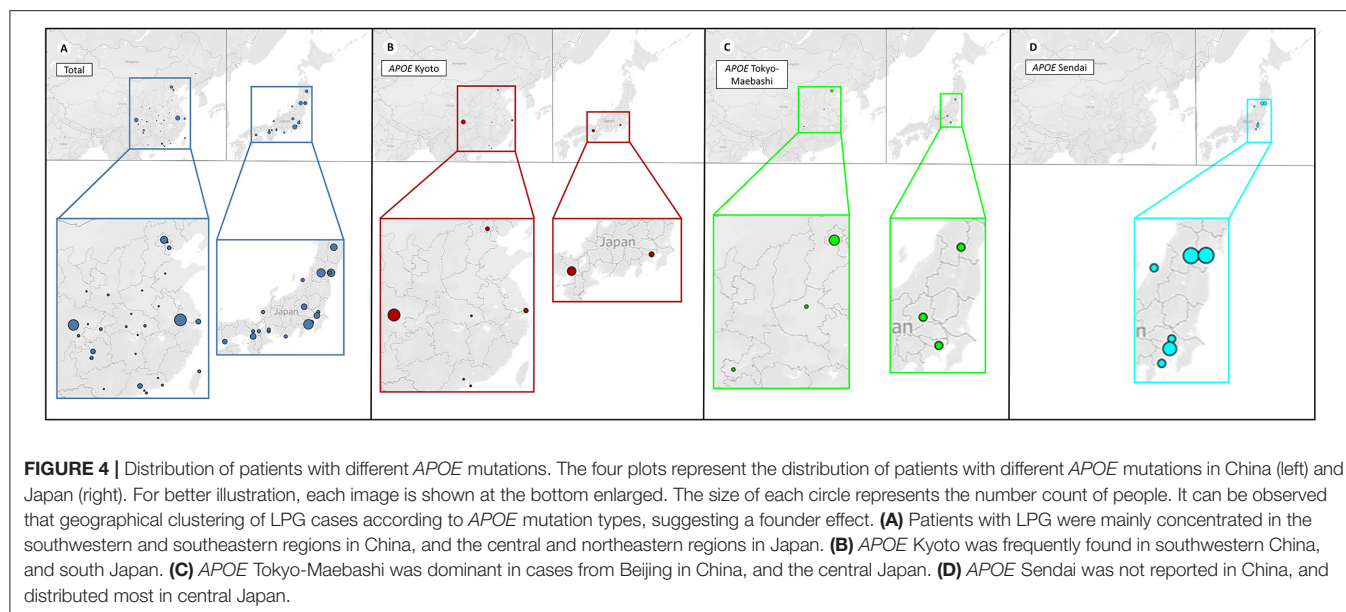 A
Total
B
APOE Kyoto
C
APOE Tokyo-
Maebashi
D
APOE Sendai
Japan
Japan
Japan
an
n
FIGURE 4 | Distribution of patients with different APOE mutations. The four plots represent the distribution of patients with different APOE mutations in China (left) and
Japan (right). For better illustration, each image is shown at the bottom enlarged. The size of each circle represents the number count of people. It can be observed
that geographical clustering of LPG cases according to APOE mutation types, suggesting a founder effect. (A) Patients with LPG were mainly concentrated in the
southwestern and southeastern regions in China, and the central and northeastern regions in Japan. (B) APOE Kyoto was frequently found in southwestern China,
and south Japan. (C) APOE Tokyo-Maebashi was dominant in cases from Beijing in China, and the central Japan. (D) APOE Sendai was not reported in China, and
distributed most in central Japan.